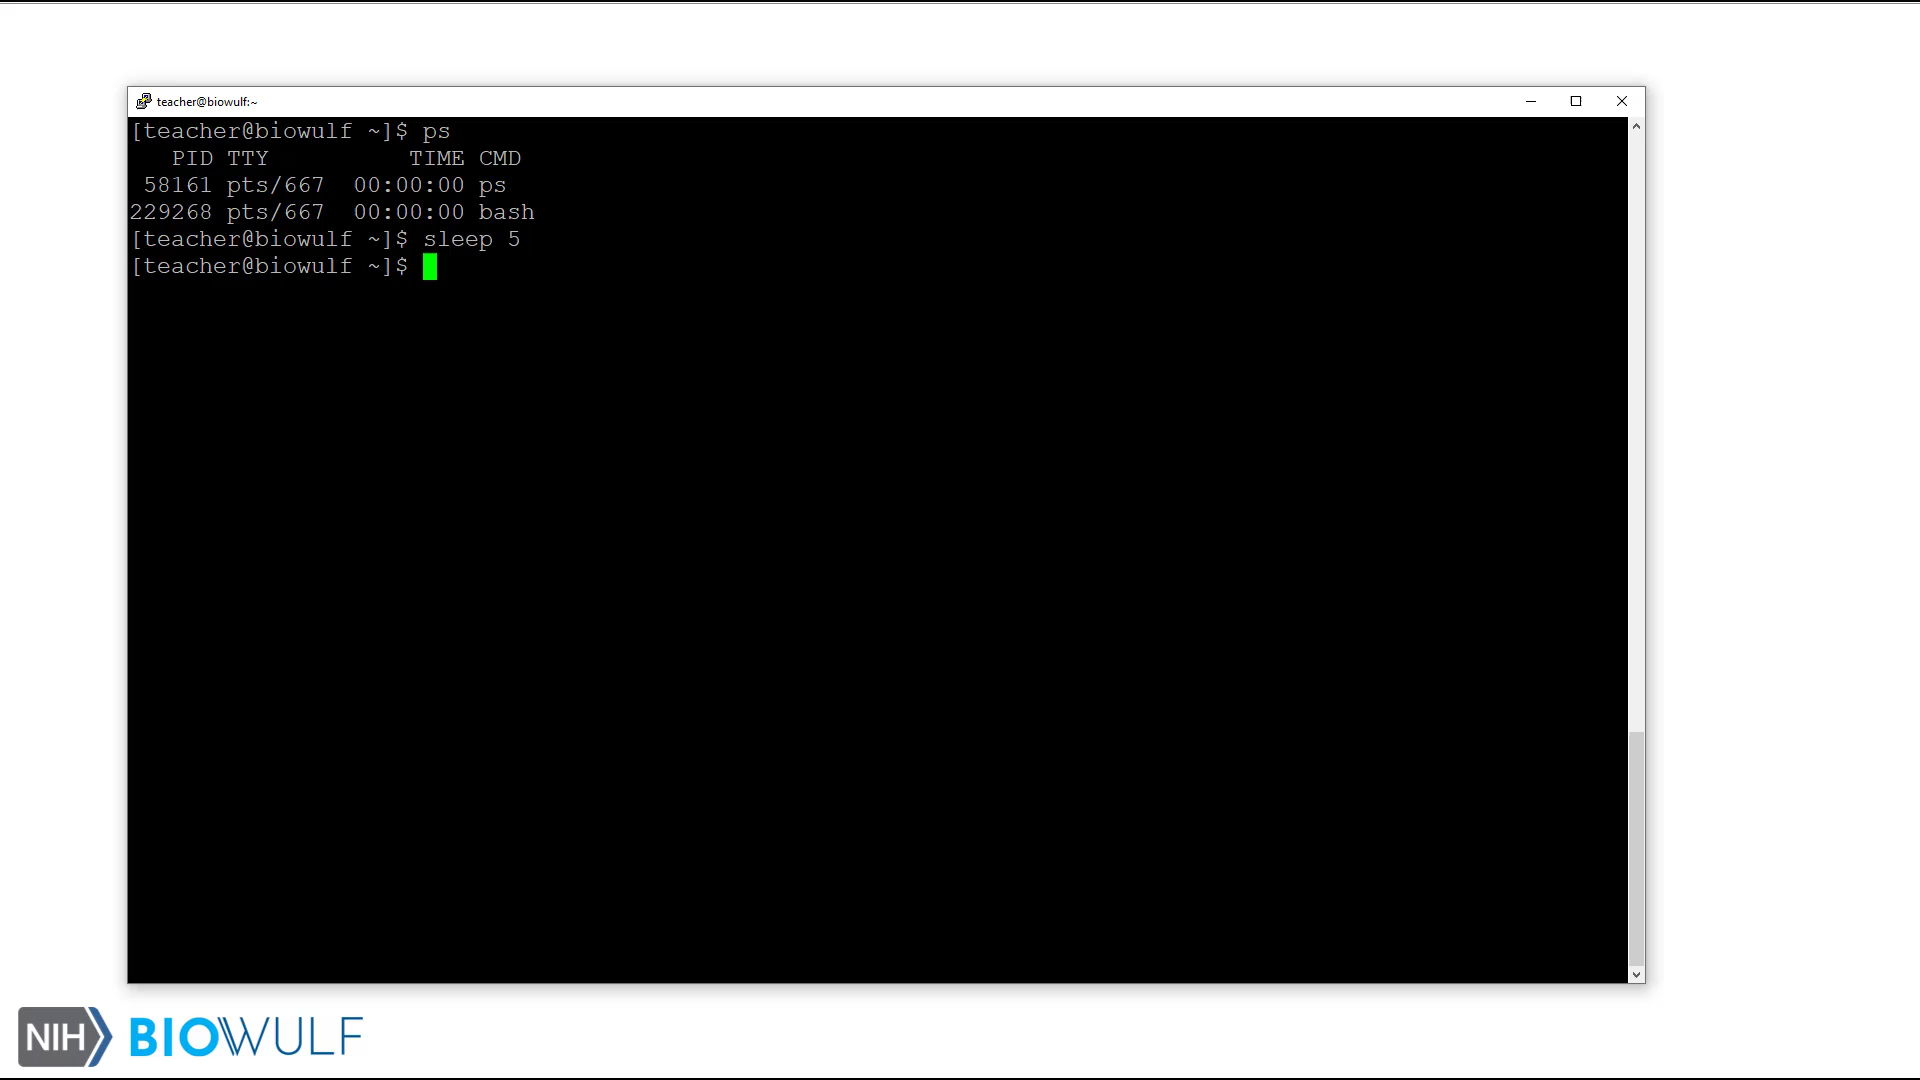 teacher@biowulf:~
[teacher@biowulf ~]$ ps
   PID TTY          TIME CMD
 58161 pts/667  00:00:00 ps
229268 pts/667  00:00:00 bash
[teacher@biowulf ~]$ sleep 5
[teacher@biowulf ~]$
NIH BIOWULF